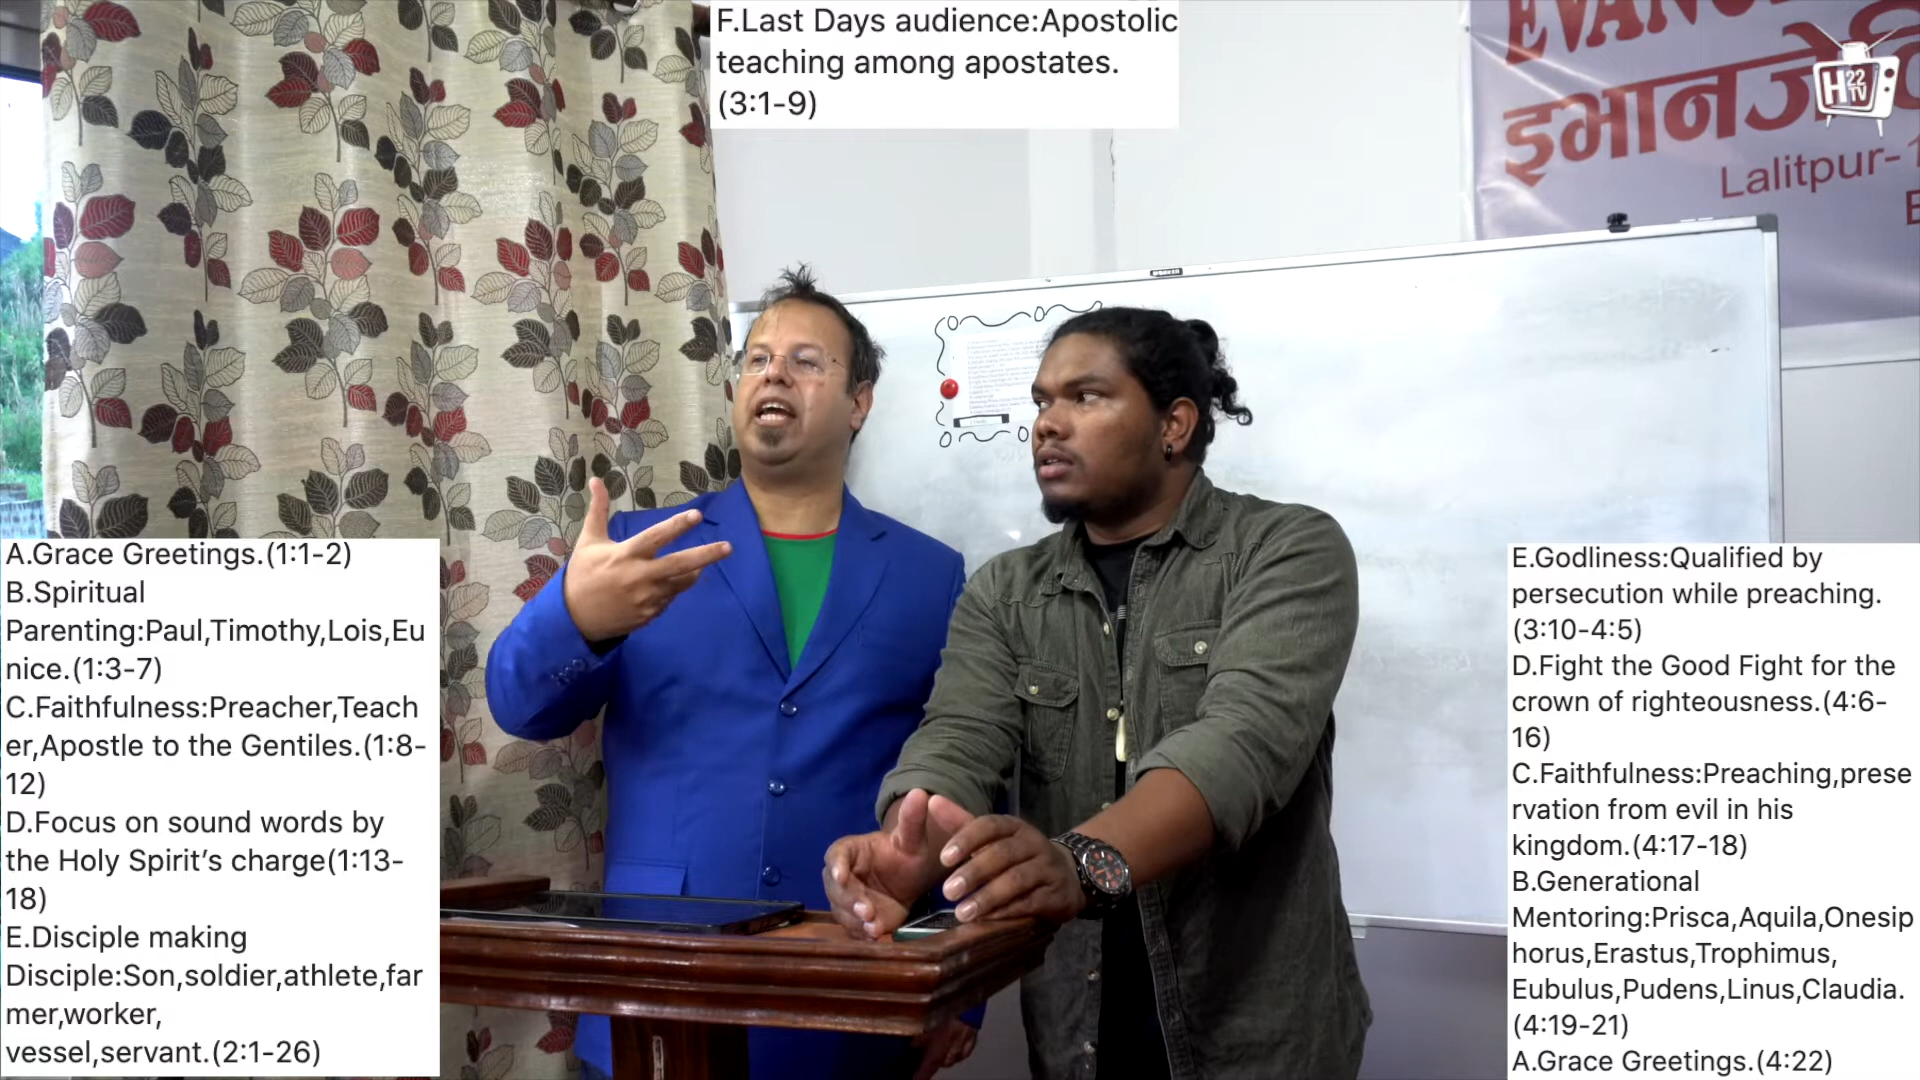 F.Last Days audience:Apostolic
teaching among apostates.
(3:1-9)
इभानजे
Lalitpur-1
H
22
TV
A.Grace Greetings.(1:1-2)
B.Spiritual
Parenting:Paul,Timothy,Lois,Eu
nice.(1:3-7)
C.Faithfulness:Preacher,Teach
er,Apostle to the Gentiles.(1:8-
12)
D.Focus on sound words by
the Holy Spirit’s charge(1:13-
18)
E.Disciple making
Disciple:Son,soldier,athlete,far
mer,worker,
vessel,servant.(2:1-26)
E.Godliness:Qualified by
persecution while preaching.
(3:10-4:5)
D.Fight the Good Fight for the
crown of righteousness.(4:6-
16)
C.Faithfulness:Preaching,prese
rvation from evil in his
kingdom.(4:17-18)
B.Generational
Mentoring:Prisca,Aquila,Onesip
horus,Erastus,Trophimus,
Eubulus,Pudens,Linus,Claudia.
(4:19-21)
A.Grace Greetings.(4:22)